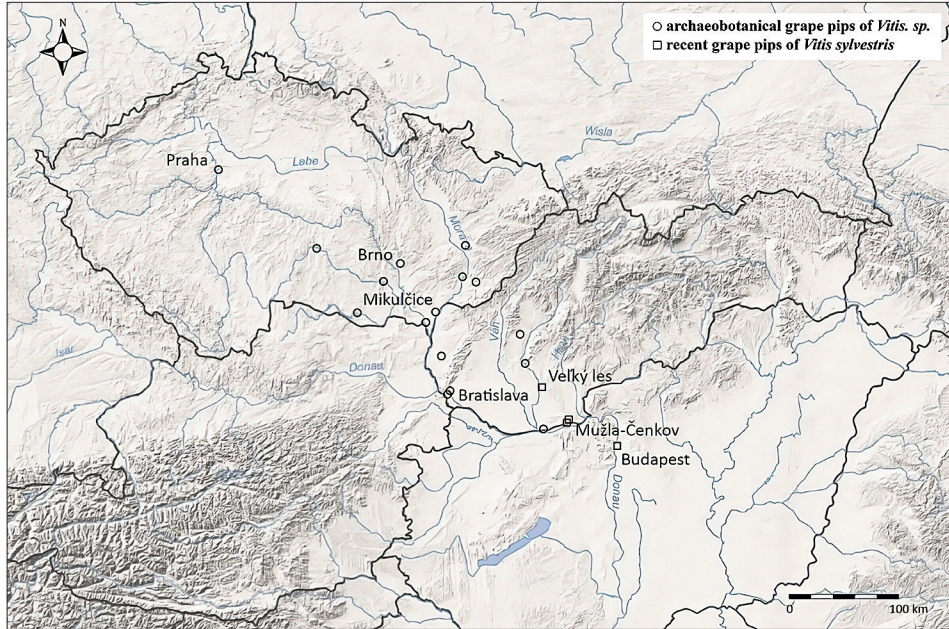 N
archaeobotanical grape pips of Vitis. sp.
recent grape pips of Vitis sylvestris
Wisla
Praha
Labe
Morava
Brno
Mikulčice
Isar
Donau
Váh
Hron
Veľký les
Bratislava
Mužla-Čenkov
Budapest
Donau
0
100 km